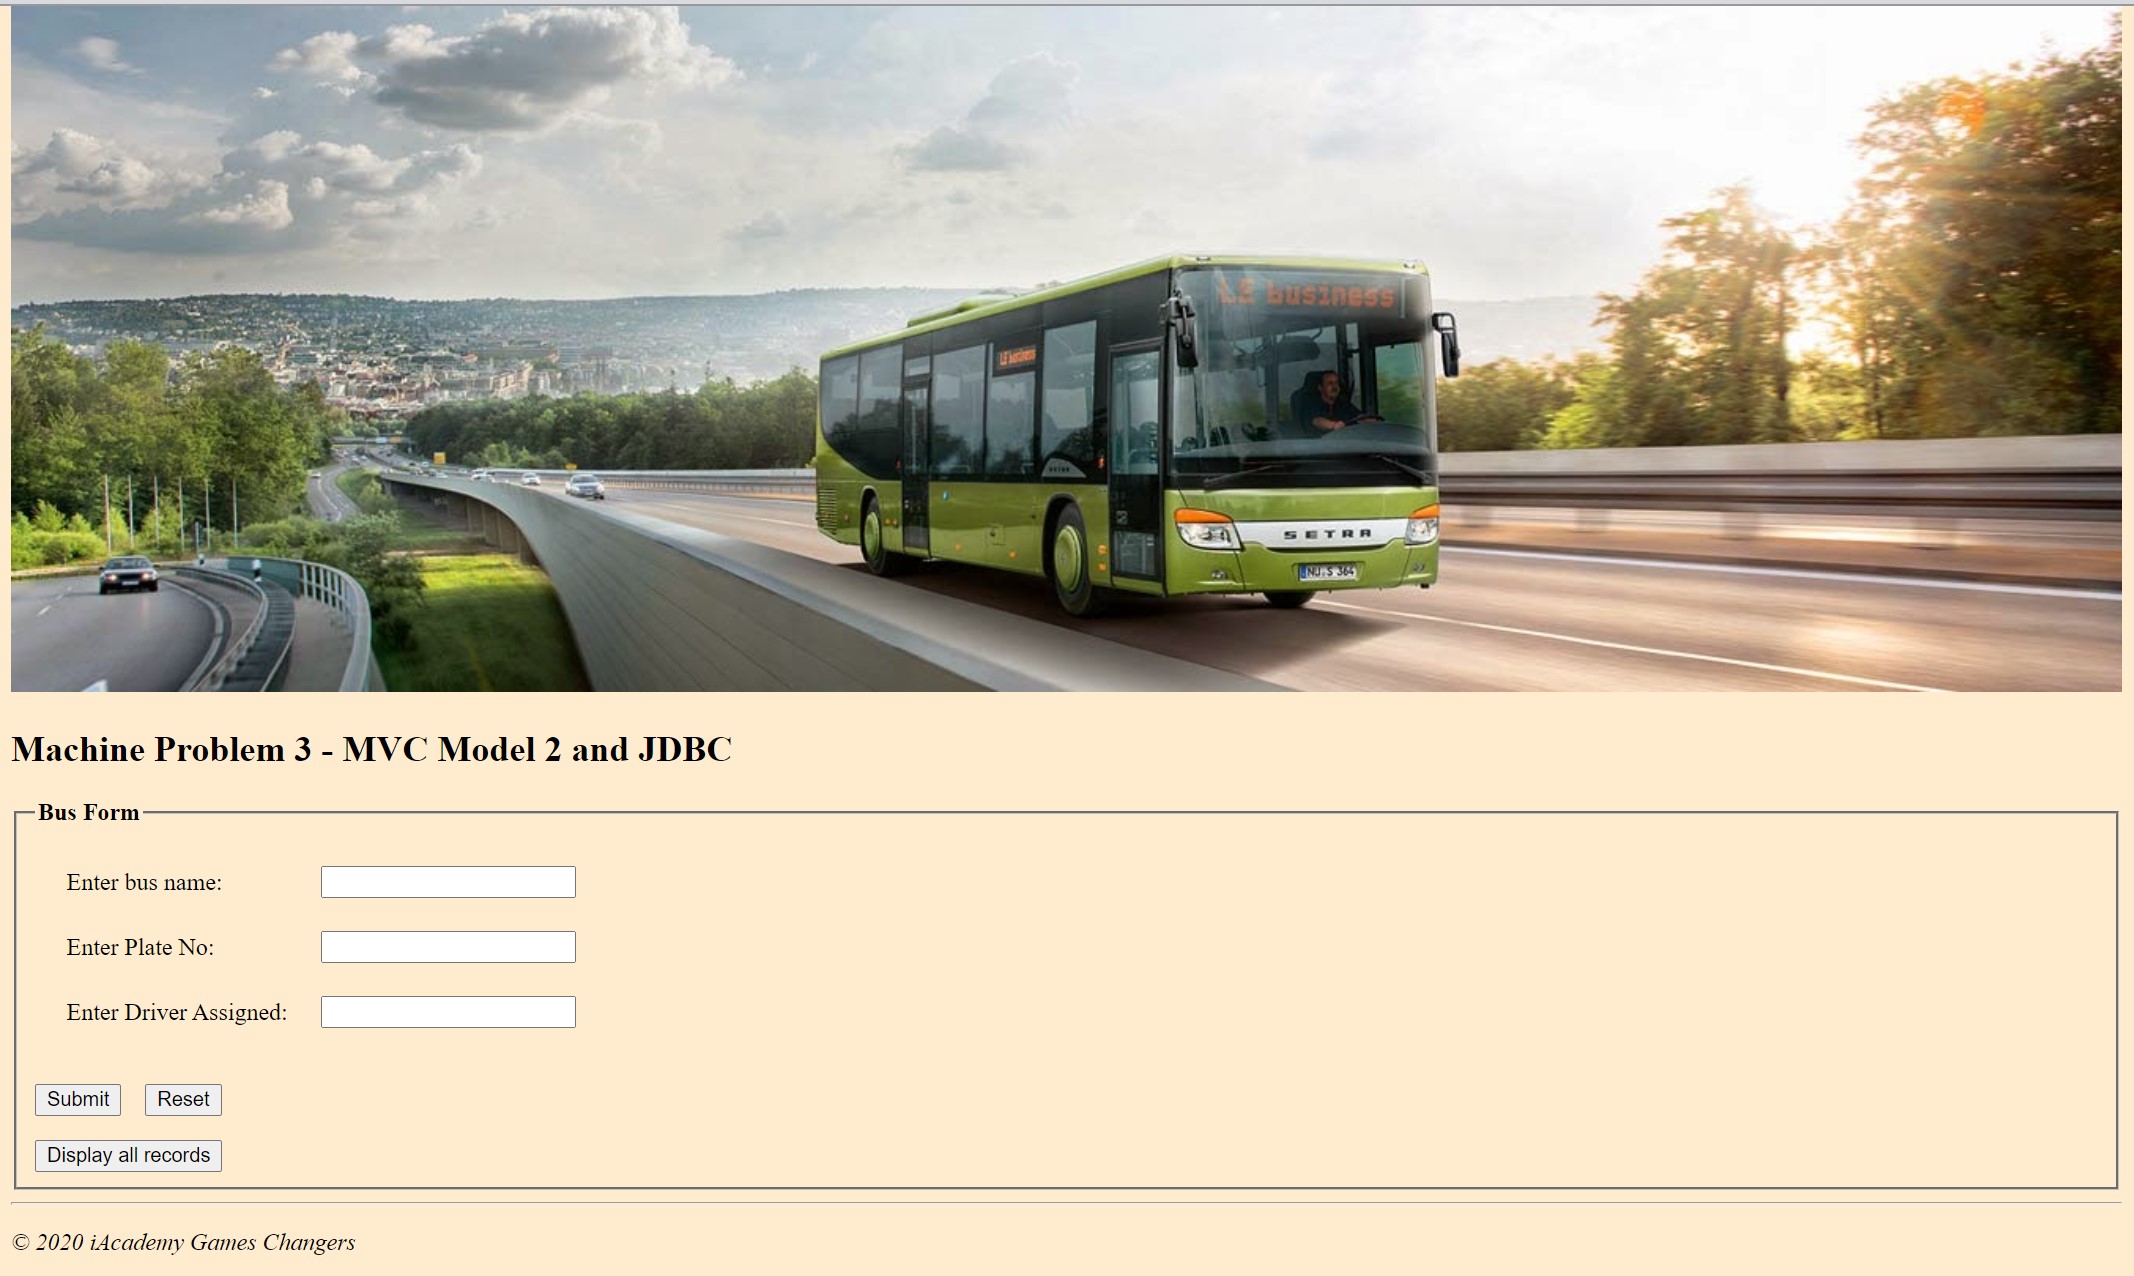 LE business
LE business
SETRA
SETRA
NU S 364
Machine Problem 3 - MVC Model 2 and JDBC
Bus Form
Enter bus name:
Enter Plate No:
Enter Driver Assigned:
Submit Reset
Display all records
© 2020 iAcademy Games Changers